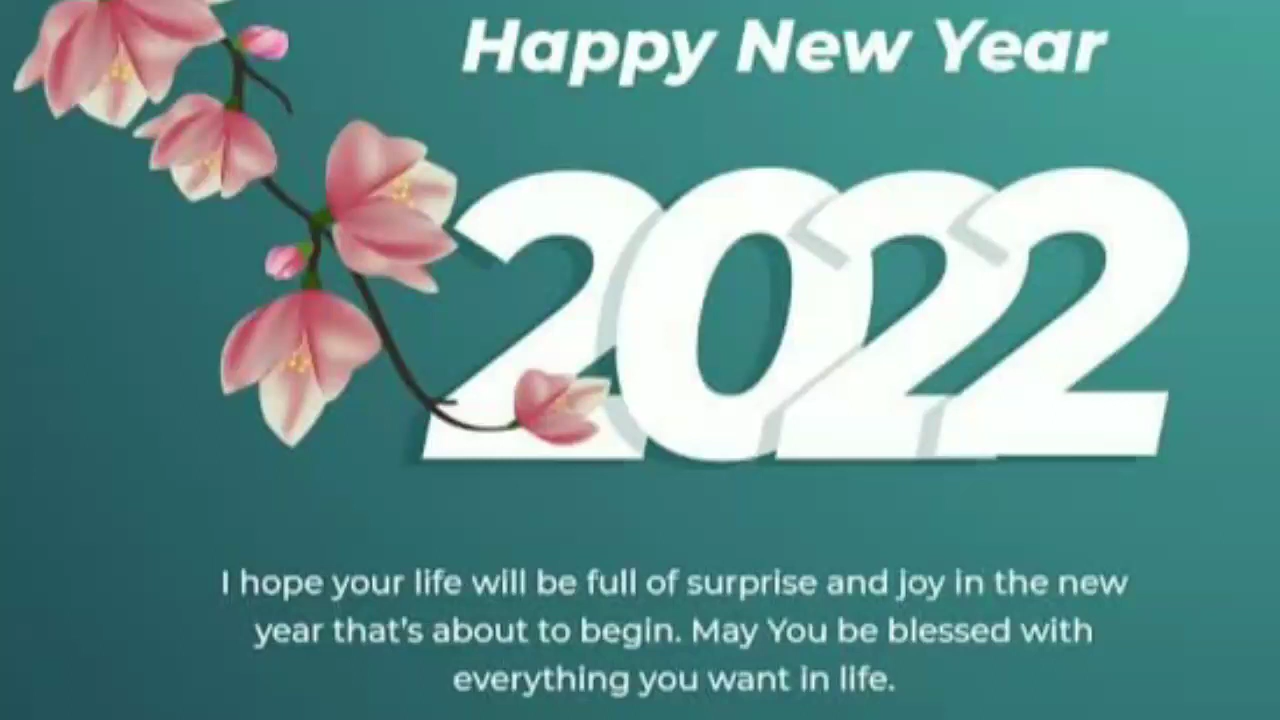 Happy New Year
2022
I hope your life will be full of surprise and joy in the new
year that's about to begin. May You be blessed with
everything you want in life.